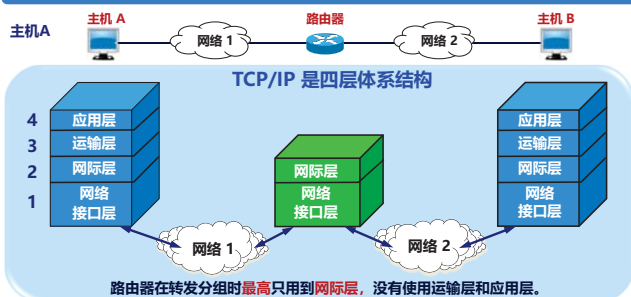 主机A
主机 A
路由器
主机 B
网络 1
网络 2
TCP/IP 是四层体系结构
4
应用层
应用层
3
运输层
运输层
2
网际层
网际层
网际层
1
网络
接口层
网络
接口层
网络
接口层
网络 1
网络 2
路由器在转发分组时最高只用到网际层，没有使用运输层和应用层。